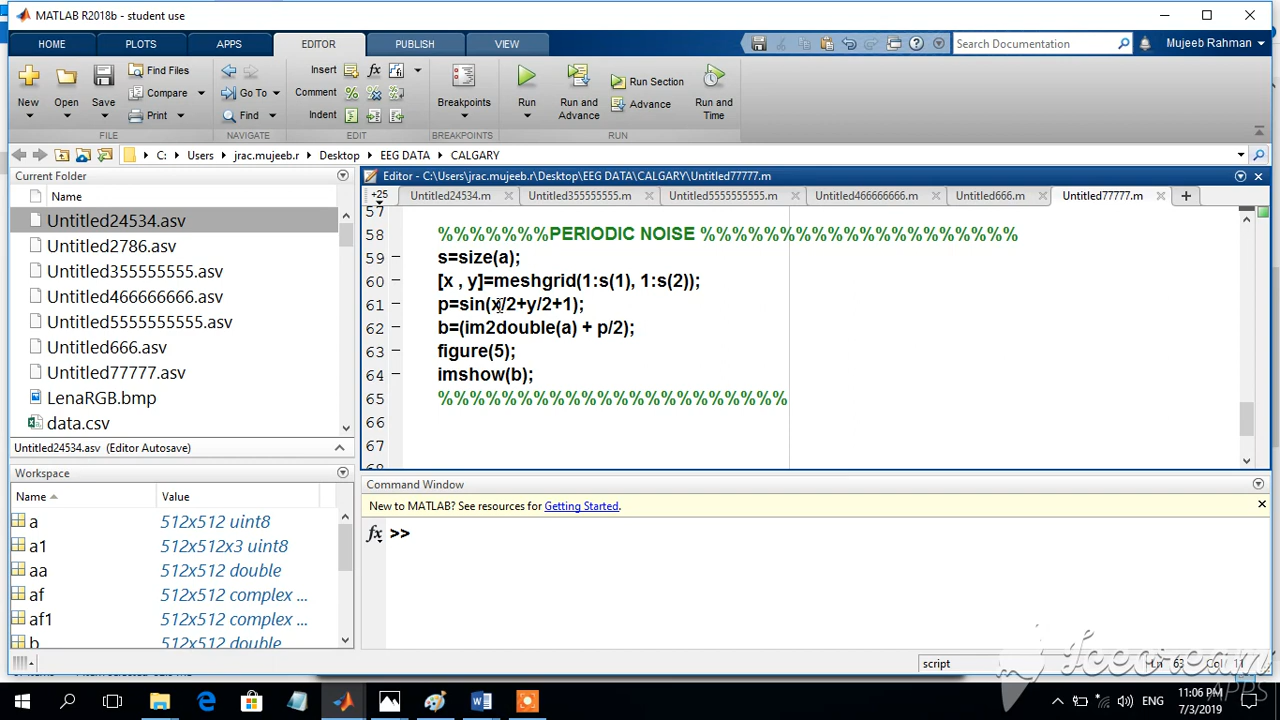 MATLAB R2018b - student use
HOME PLOTS APPS EDITOR PUBLISH VIEW
Search Documentation
Mujeeb Rahman
New Open Save
Find Files
Compare
Print
Go To
Find
Insert
Comment
Indent
fx
Breakpoints
Run
Run and Advance
Run Section
Advance
Run and Time
FILE NAVIGATE EDIT BREAKPOINTS RUN
C: Users jrac.mujeeb.r Desktop EEG DATA CALGARY
Current Folder
Name
Untitled24534.asv
Untitled2786.asv
Untitled355555555.asv
Untitled466666666.asv
Untitled5555555555.asv
Untitled666.asv
Untitled77777.asv
LenaRGB.bmp
data.csv
Untitled24534.asv (Editor Autosave)
Workspace
Name Value
a 512x512 uint8
a1 512x512x3 uint8
aa 512x512 double
af 512x512 complex ...
af1 512x512 complex ...
b 512x512 double
Editor - C:\Users\jrac.mujeeb.r\Desktop\EEG DATA\CALGARY\Untitled77777.m
+25 Untitled24534.m Untitled355555555.m Untitled5555555555.m Untitled466666666.m Untitled666.m Untitled77777.m
57
58 %%%%%%%PERIODIC NOISE %%%%%%%%%%%%%%%%%%%%
59 s=size(a);
60 [x , y]=meshgrid(1:s(1), 1:s(2));
61 p=sin(x/2+y/2+1);
62 b=(im2double(a) + p/2);
63 figure(5);
64 imshow(b);
65 %%%%%%%%%%%%%%%%%%%%%%
66
67
Command Window
New to MATLAB? See resources for Getting Started.
fx >>
script
Ln 63 Col 11
ENG
11:06 PM
7/3/2019